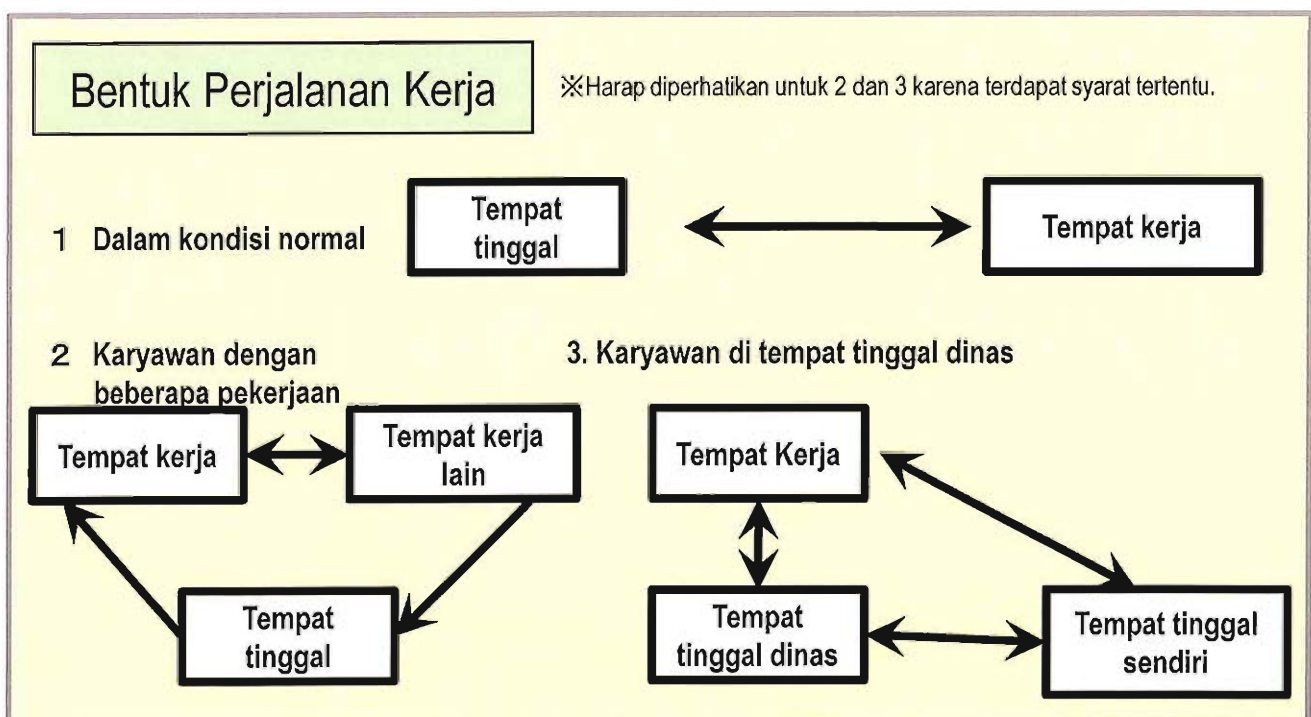 Bentuk Perjalanan Kerja
※Harap diperhatikan untuk 2 dan 3 karena terdapat syarat tertentu.
1 Dalam kondisi normal
Tempat
tinggal
Tempat kerja
2 Karyawan dengan
beberapa pekerjaan
Tempat kerja
Tempat kerja
lain
Tempat
tinggal
3. Karyawan di tempat tinggal dinas
Tempat Kerja
Tempat
tinggal dinas
Tempat tinggal
sendiri